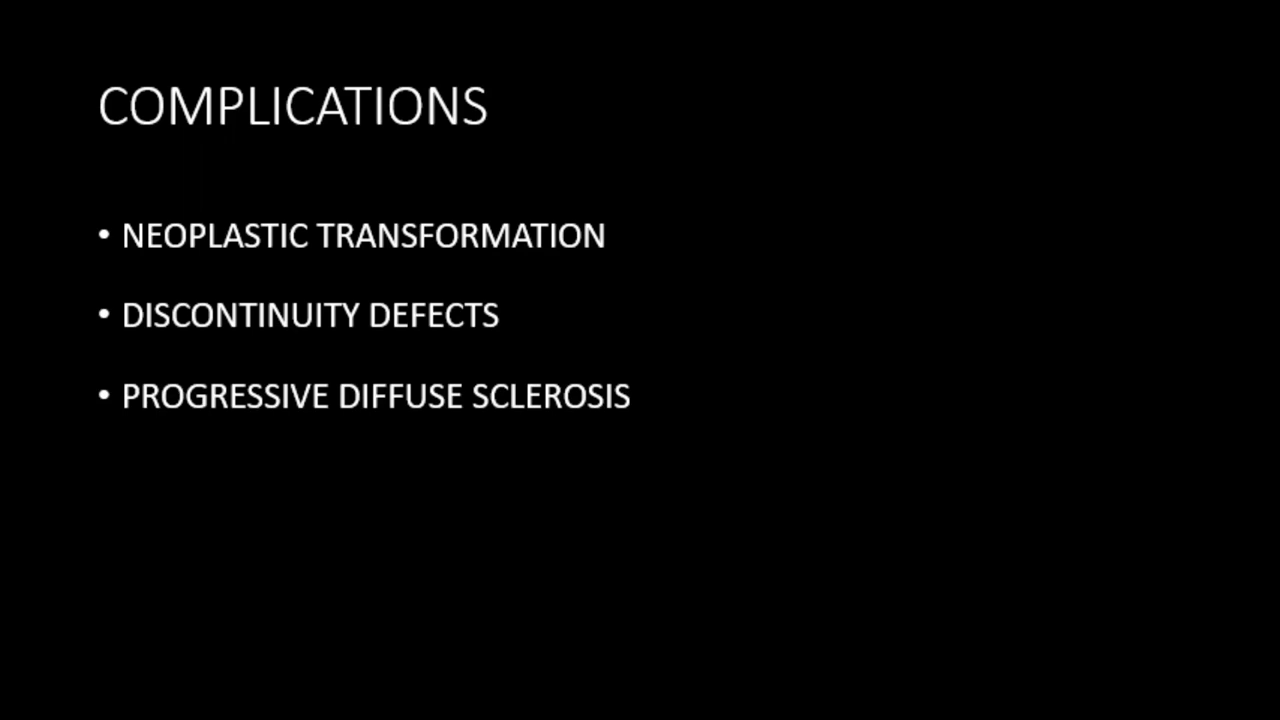 COMPLICATIONS
• NEOPLASTIC TRANSFORMATION
• DISCONTINUITY DEFECTS
• PROGRESSIVE DIFFUSE SCLEROSIS